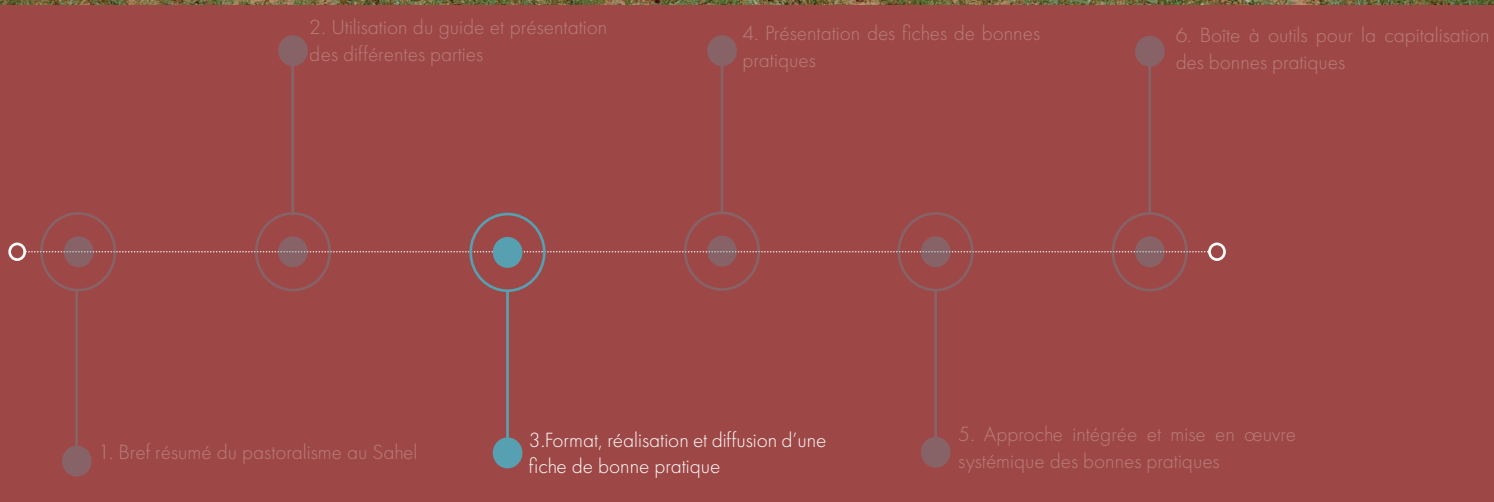 2. Utilisation du guide et présentation
des différentes parties
4. Présentation des fiches de bonnes
pratiques
6. Boîte à outils pour la capitalisation
des bonnes pratiques
1. Bref résumé du pastoralisme au Sahel
3.Format, réalisation et diffusion d’une
fiche de bonne pratique
5. Approche intégrée et mise en œuvre
systémique des bonnes pratiques